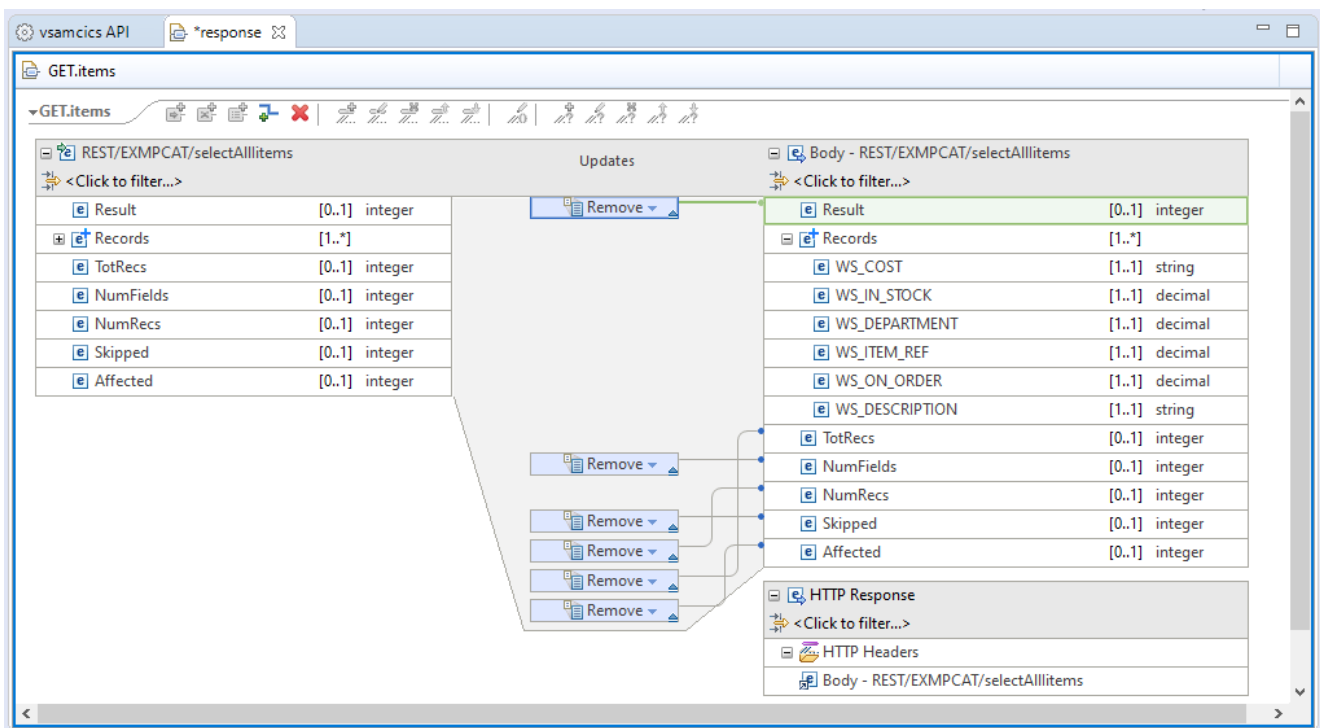 vsamcics API *response
GET.items
GET.items
REST/EXMPCAT/selectAllIitems Updates Body - REST/EXMPCAT/selectAllIitems
<Click to filter...> <Click to filter...>
Result [0..1] integer Remove Result [0..1] integer
Records [1..*] Records [1..*]
TotRecs [0..1] integer WS_COST [1..1] string
NumFields [0..1] integer WS_IN_STOCK [1..1] decimal
NumRecs [0..1] integer WS_DEPARTMENT [1..1] decimal
Skipped [0..1] integer WS_ITEM_REF [1..1] decimal
Affected [0..1] integer WS_ON_ORDER [1..1] decimal
WS_DESCRIPTION [1..1] string
TotRecs [0..1] integer
Remove NumFields [0..1] integer
NumRecs [0..1] integer
Remove Skipped [0..1] integer
Remove Affected [0..1] integer
Remove
Remove HTTP Response
<Click to filter...>
HTTP Headers
Body - REST/EXMPCAT/selectAllIitems